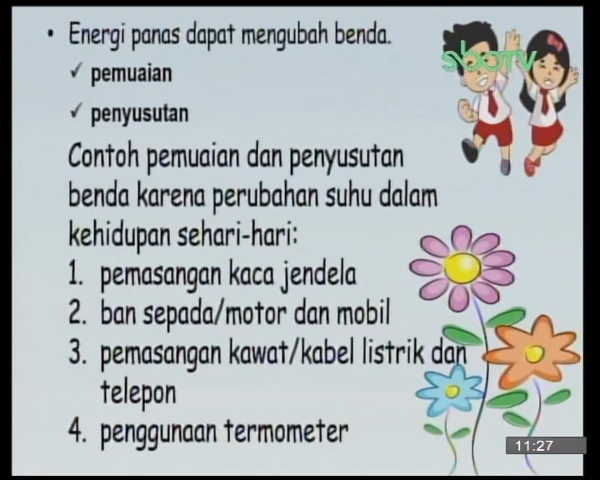 • Energi panas dapat mengubah benda.
✓ pemuaian
✓ penyusutan
Contoh pemuaian dan penyusutan
benda karena perubahan suhu dalam
kehidupan sehari-hari:
1. pemasangan kaca jendela
2. ban sepada/motor dan mobil
3. pemasangan kawat/kabel listrik dan
telepon
4. penggunaan termometer
sbotv
11:27